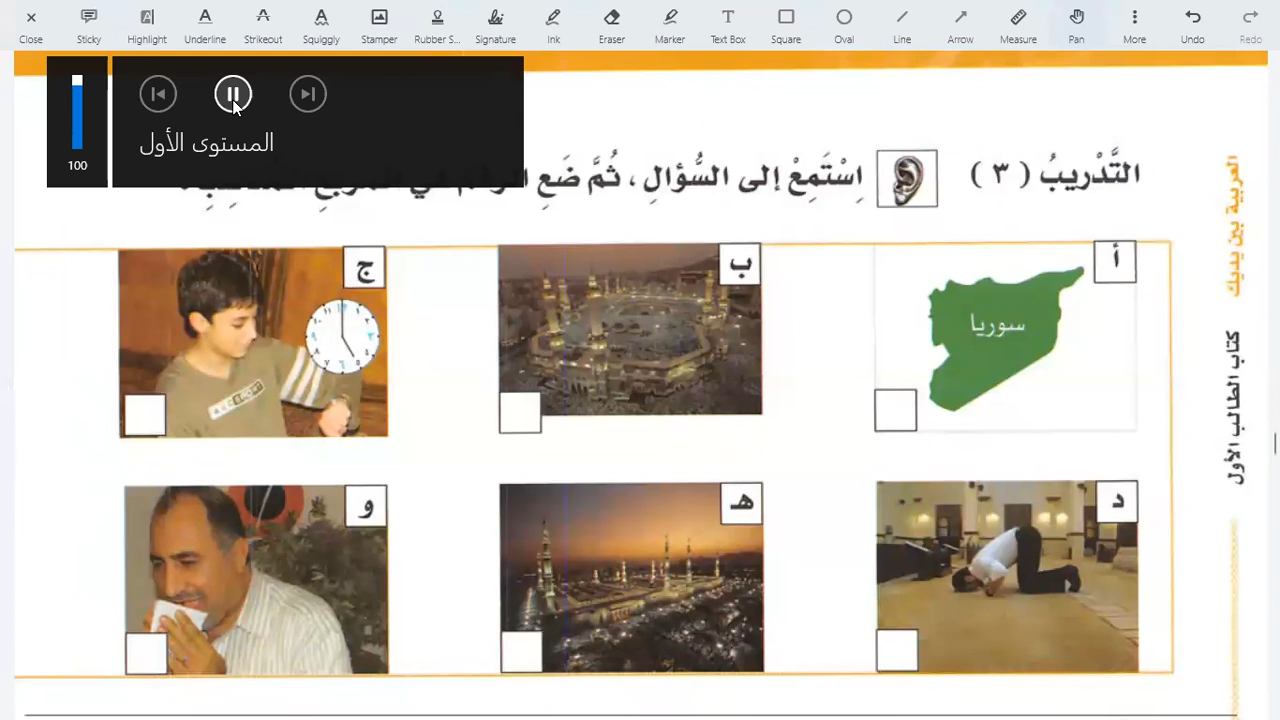 Close
Sticky
Highlight
Underline
Strikeout
Squiggly
Stamper
Rubber S...
Signature
Ink
Eraser
Marker
Text Box
Square
Oval
Line
Arrow
Measure
Pan
More
Undo
Redo
100
المستوى الأول
التَّدْرِيبُ ( ٣ ) اِسْتَمِعْ إلى السُّؤالِ ، ثُمَّ ضَعِ
أ
سوريا
ب
ج
د
هـ
و
العربية بين يديك
كتاب الطالب الأول